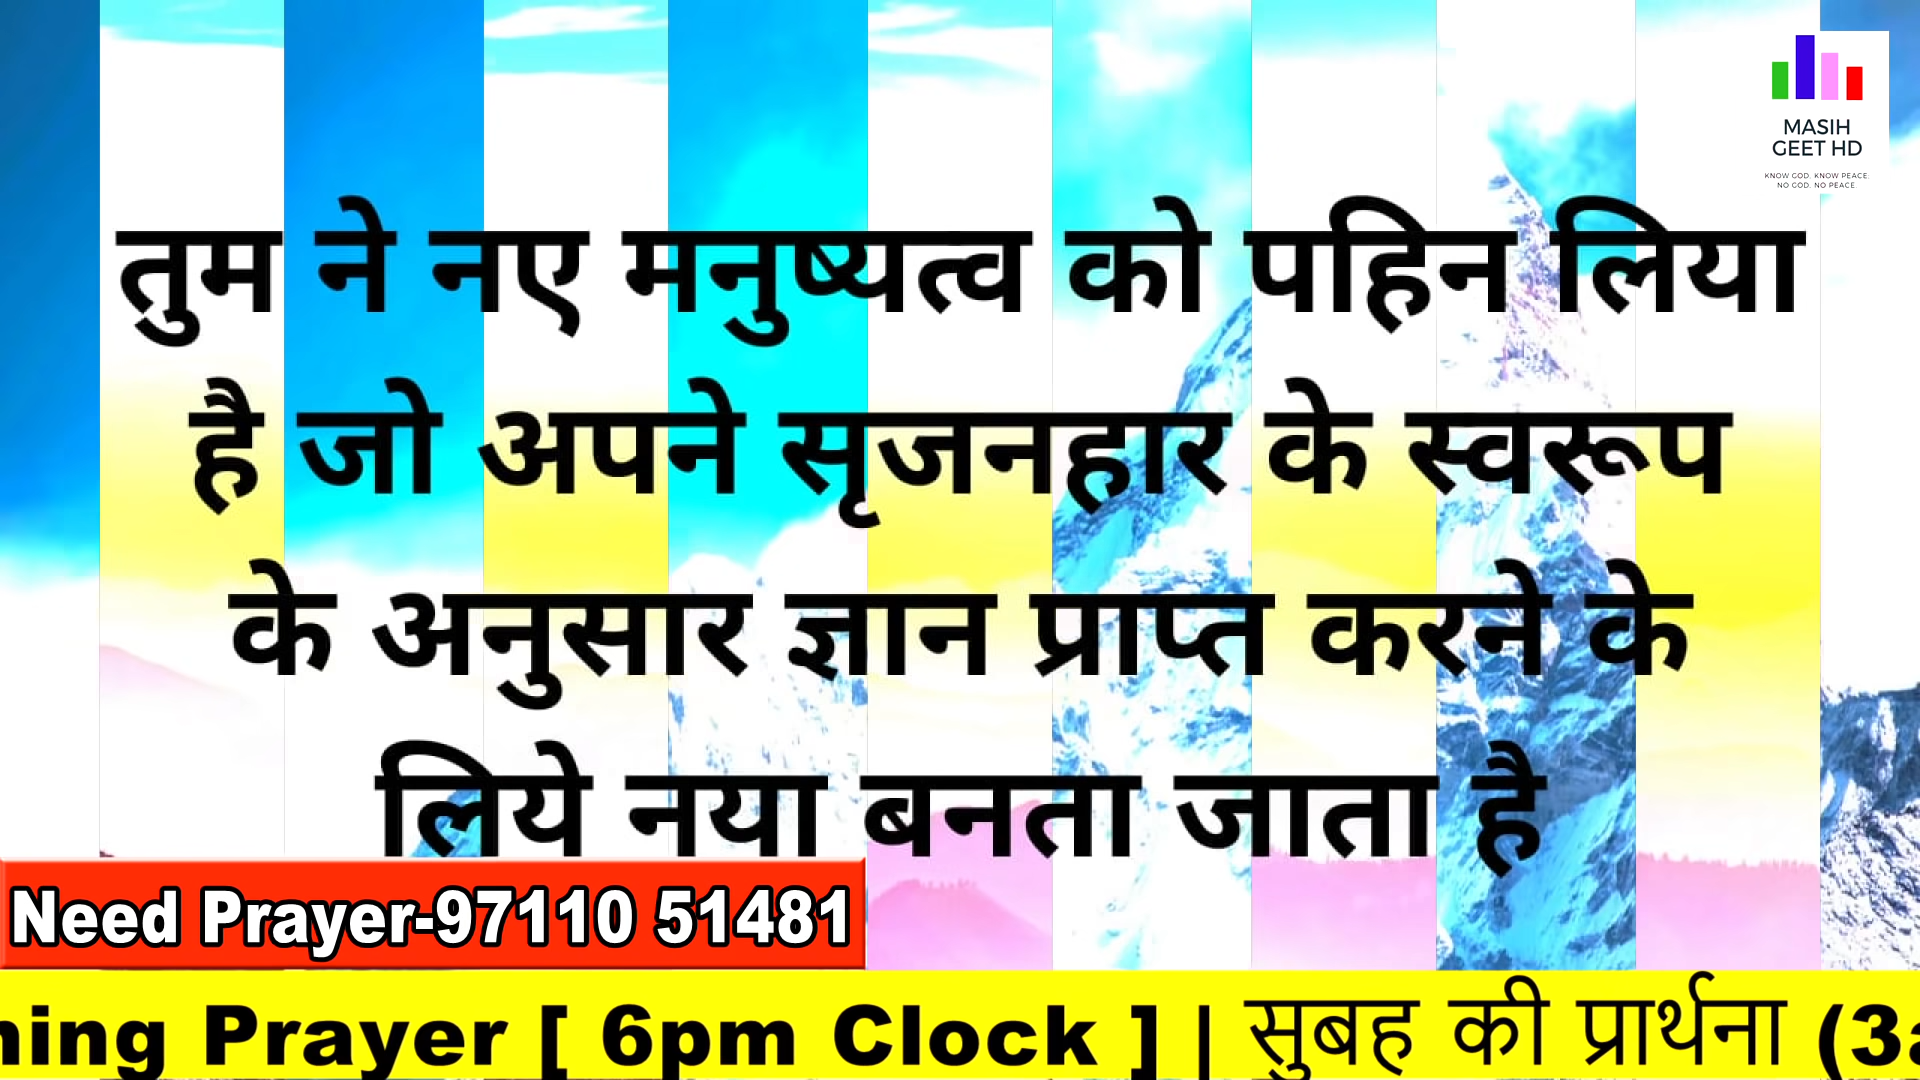 MASIH
GEET HD
KNOW GOD. KNOW PEACE.
NO GOD. NO PEACE.
तुम ने नए मनुष्यत्व को पहिन लिया
है जो अपने सृजनहार के स्वरूप
के अनुसार ज्ञान प्राप्त करने के
लिये नया बनता जाता है
Need Prayer-97110 51481
ning Prayer [ 6pm Clock ] | सुबह की प्रार्थना (3a